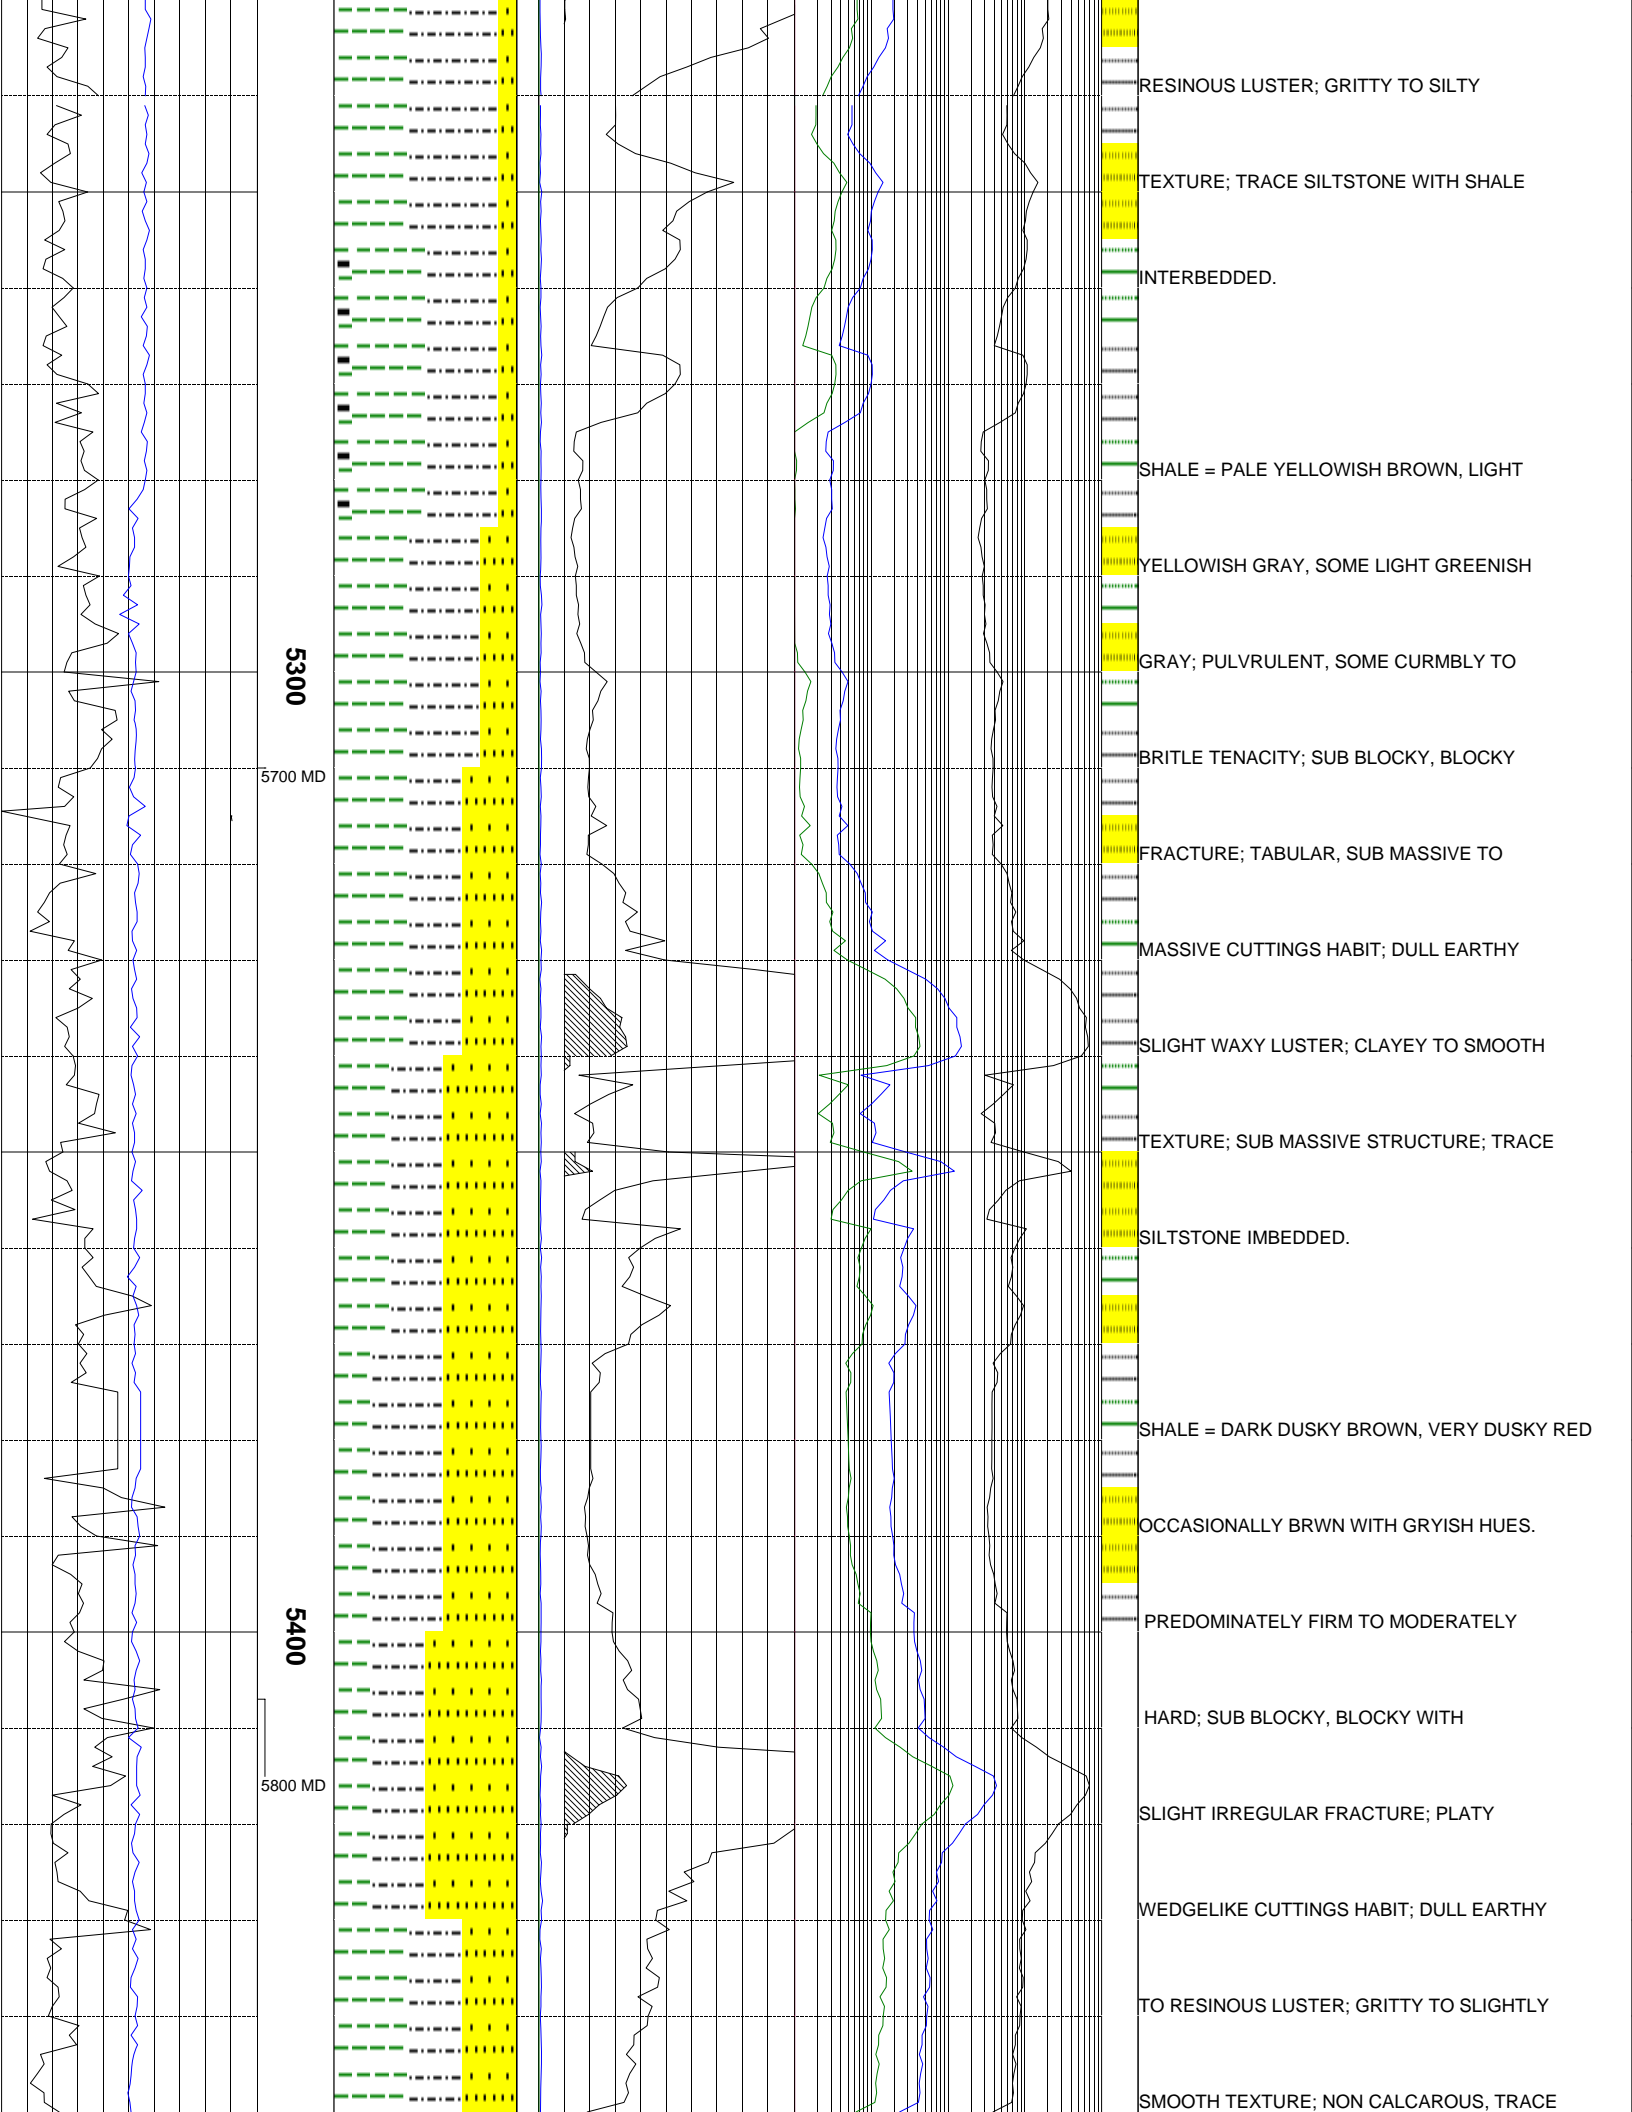 RESINOUS LUSTER; GRITTY TO SILTY
TEXTURE; TRACE SILTSTONE WITH SHALE
INTERBEDDED.
SHALE = PALE YELLOWISH BROWN, LIGHT
YELLOWISH GRAY, SOME LIGHT GREENISH
5300
GRAY; PULVRULENT, SOME CURMBLY TO
BRITLE TENACITY; SUB BLOCKY, BLOCKY
5700 MD
FRACTURE; TABULAR, SUB MASSIVE TO
MASSIVE CUTTINGS HABIT; DULL EARTHY
SLIGHT WAXY LUSTER; CLAYEY TO SMOOTH
TEXTURE; SUB MASSIVE STRUCTURE; TRACE
SILTSTONE IMBEDDED.
SHALE = DARK DUSKY BROWN, VERY DUSKY RED
OCCASIONALLY BRWN WITH GRYISH HUES.
5400
PREDOMINATELY FIRM TO MODERATELY
HARD; SUB BLOCKY, BLOCKY WITH
5800 MD
SLIGHT IRREGULAR FRACTURE; PLATY
WEDGELIKE CUTTINGS HABIT; DULL EARTHY
TO RESINOUS LUSTER; GRITTY TO SLIGHTLY
SMOOTH TEXTURE; NON CALCAROUS, TRACE